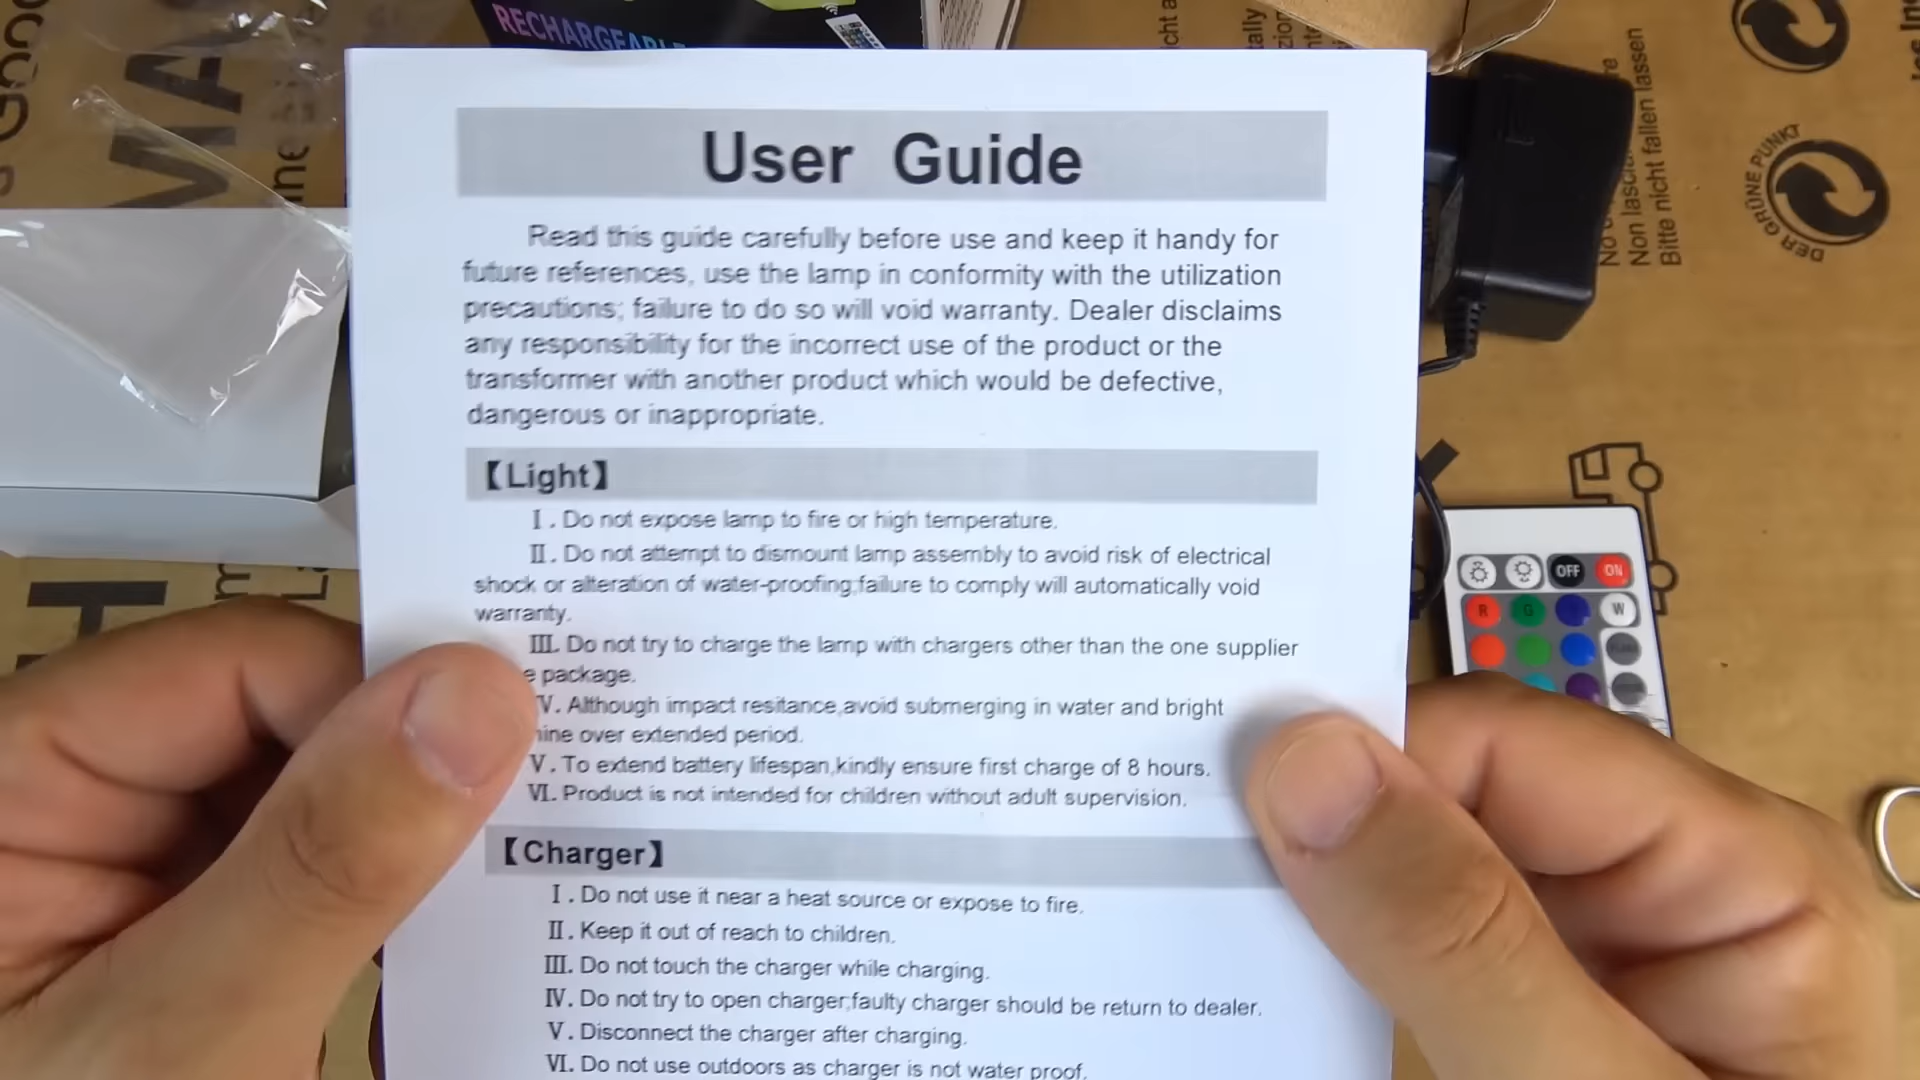 RECHARGEABLE
User Guide
Read this guide carefully before use and keep it handy for
future references, use the lamp in conformity with the utilization
precautions; failure to do so will void warranty. Dealer disclaims
any responsibility for the incorrect use of the product or the
transformer with another product which would be defective,
dangerous or inappropriate.
【Light】
Ⅰ. Do not expose lamp to fire or high temperature.
Ⅱ. Do not attempt to dismount lamp assembly to avoid risk of electrical
shock or alteration of water-proofing;failure to comply will automatically void
warranty.
Ⅲ. Do not try to charge the lamp with chargers other than the one supplier
package.
V. Although impact resitance,avoid submerging in water and bright
over extended period.
Ⅴ. To extend battery lifespan,kindly ensure first charge of 8 hours.
Ⅵ. Product is not intended for children without adult supervision.
【Charger】
Ⅰ. Do not use it near a heat source or expose to fire.
Ⅱ. Keep it out of reach to children.
Ⅲ. Do not touch the charger while charging.
Ⅳ. Do not try to open charger;faulty charger should be return to dealer.
Ⅴ. Disconnect the charger after charging.
Ⅵ. Do not use outdoors as charger is not water proof.
Non
Bitte nicht fallen lassen
DER GRÜNE PUNKT
OFF ON
R G W